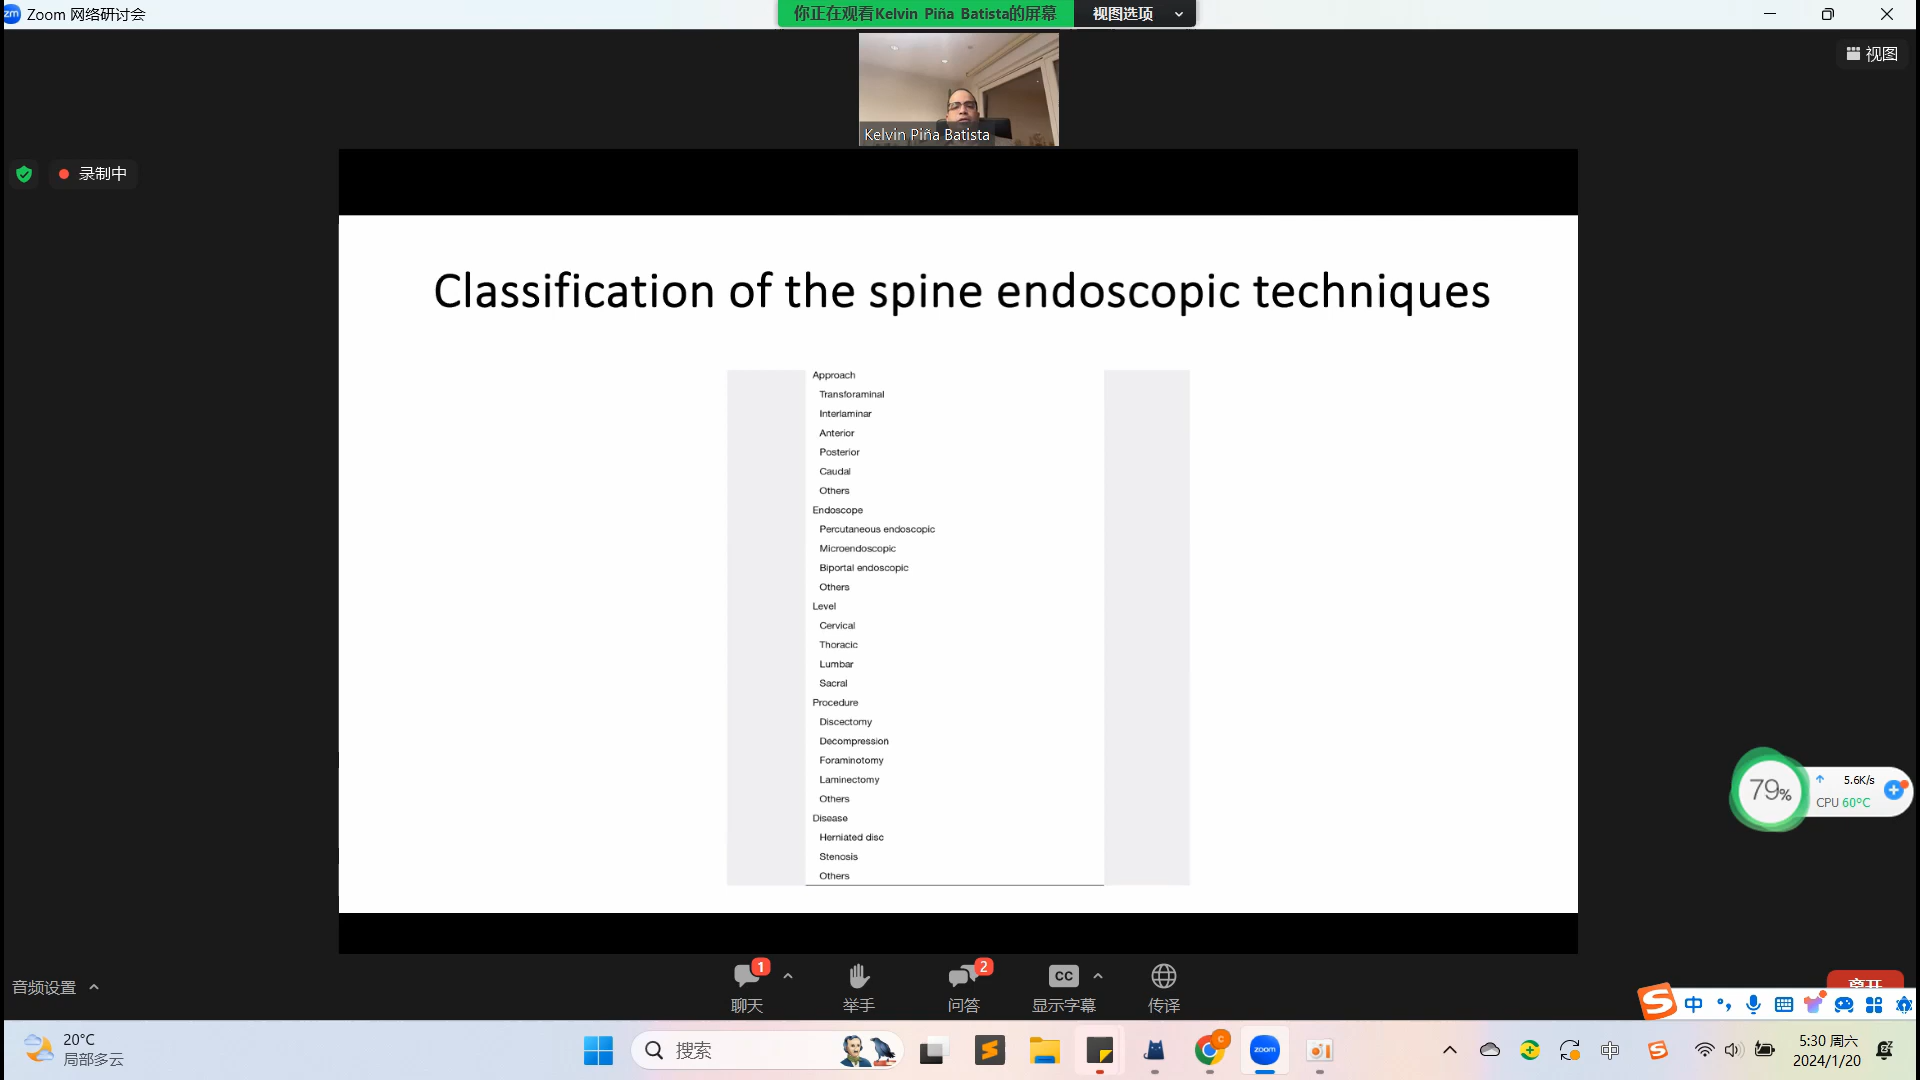 zm Zoom 网络研讨会
你正在观看Kelvin Piña Batista的屏幕
视图选项
视图
Kelvin Piña Batista
录制中
Classification of the spine endoscopic techniques
Approach
Transforaminal
Interlaminar
Anterior
Posterior
Caudal
Others
Endoscope
Percutaneous endoscopic
Microendoscopic
Biportal endoscopic
Others
Level
Cervical
Thoracic
Lumbar
Sacral
Procedure
Discectomy
Decompression
Foraminotomy
Laminectomy
Others
Disease
Herniated disc
Stenosis
Others
79%
5.6K/s
CPU 60°C
音频设置
1
聊天
举手
2
问答
CC
显示字幕
传译
离开
中
20°C
局部多云
搜索
C
zoom
中
5:30 周六
2024/1/20